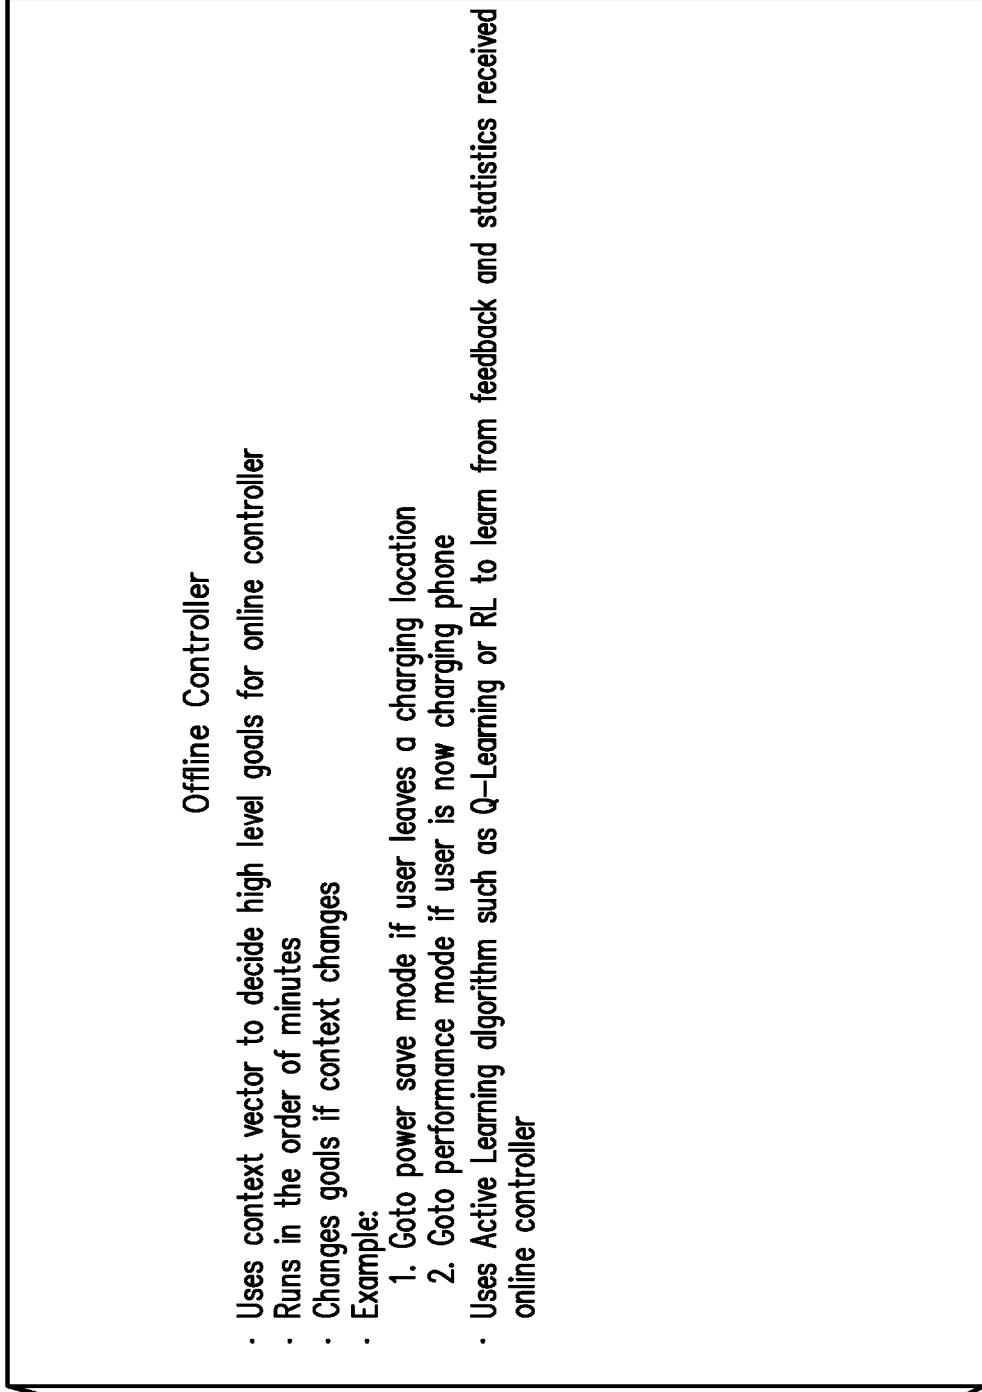 Offline Controller
· Uses context vector to decide high level goals for online controller
· Runs in the order of minutes
· Changes goals if context changes
· Example:
1. Goto power save mode if user leaves a charging location
2. Goto performance mode if user is now charging phone
· Uses Active Learning algorithm such as Q-Learning or RL to learn from feedback and statistics received
online controller